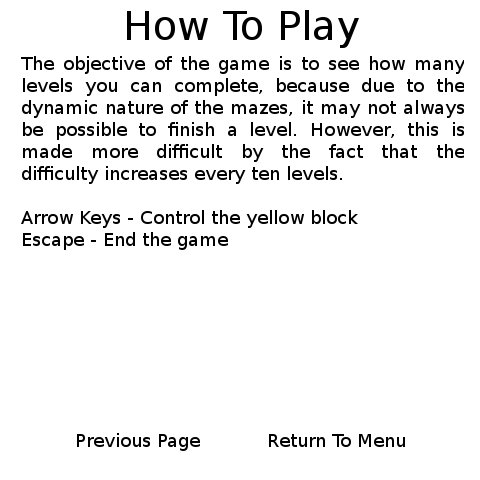 How To Play
The objective of the game is to see how many
levels you can complete, because due to the
dynamic nature of the mazes, it may not always
be possible to finish a level. However, this is
made more difficult by the fact that the
difficulty increases every ten levels.
Arrow Keys - Control the yellow block
Escape - End the game
Previous Page
Return To Menu